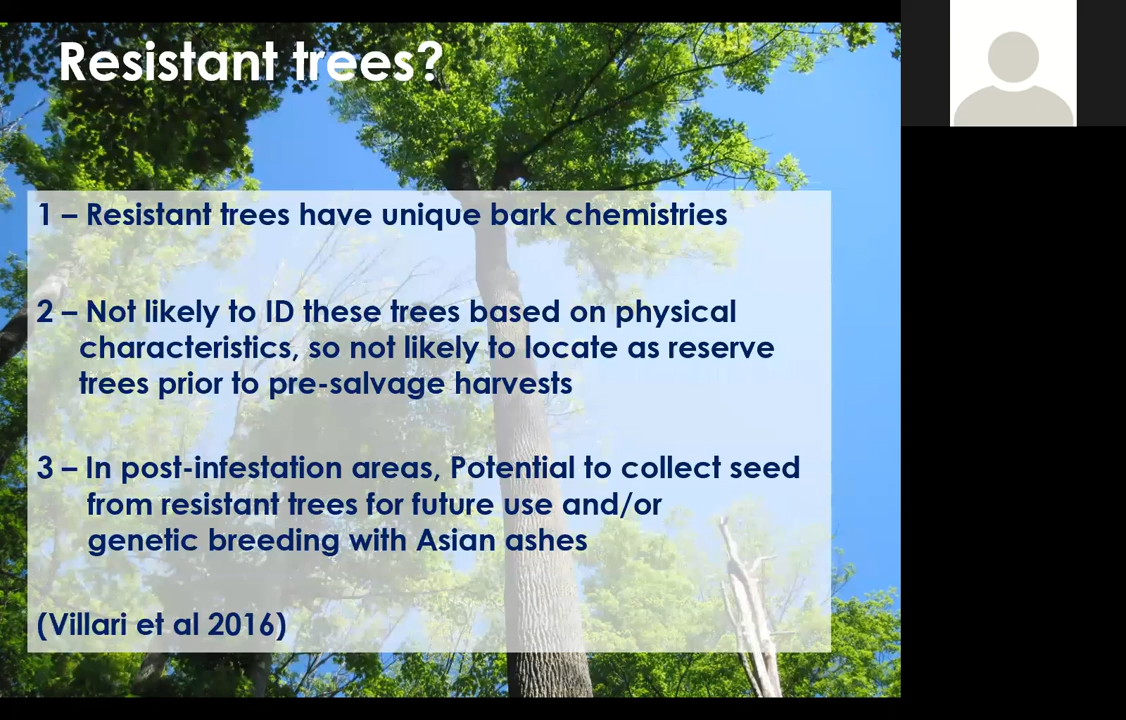 Resistant trees?
1 – Resistant trees have unique bark chemistries
2 – Not likely to ID these trees based on physical
characteristics, so not likely to locate as reserve
trees prior to pre-salvage harvests
3 – In post-infestation areas, Potential to collect seed
from resistant trees for future use and/or
genetic breeding with Asian ashes
(Villari et al 2016)